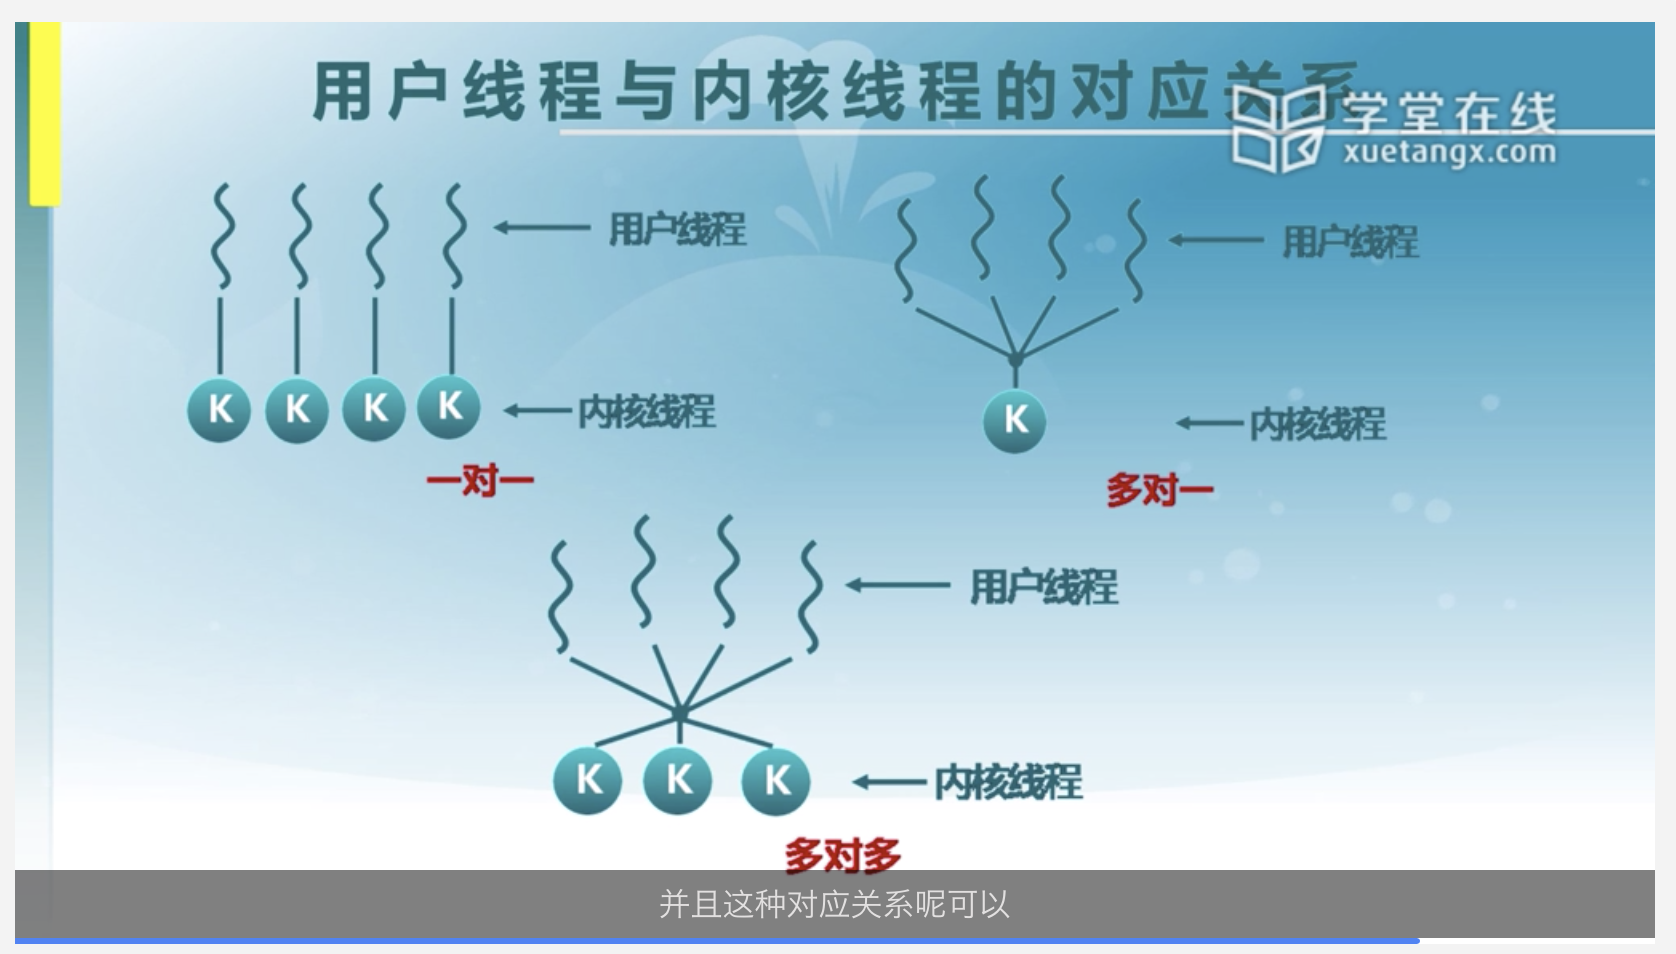 用户线程与内核线程的对应关系
学堂在线
xuetangx.com
用户线程
K K K K
内核线程
一对一
用户线程
K
内核线程
多对一
用户线程
K K K
内核线程
多对多
并且这种对应关系呢可以